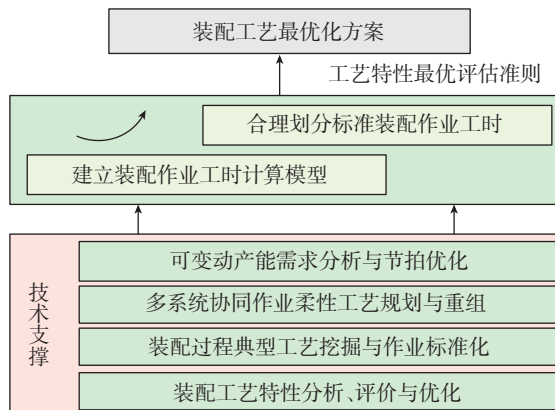 装配工艺最优化方案
工艺特性最优评估准则
合理划分标准装配作业工时
建立装配作业工时计算模型
技术支撑
可变动产能需求分析与节拍优化
多系统协同作业柔性工艺规划与重组
装配过程典型工艺挖掘与作业标准化
装配工艺特性分析、评价与优化